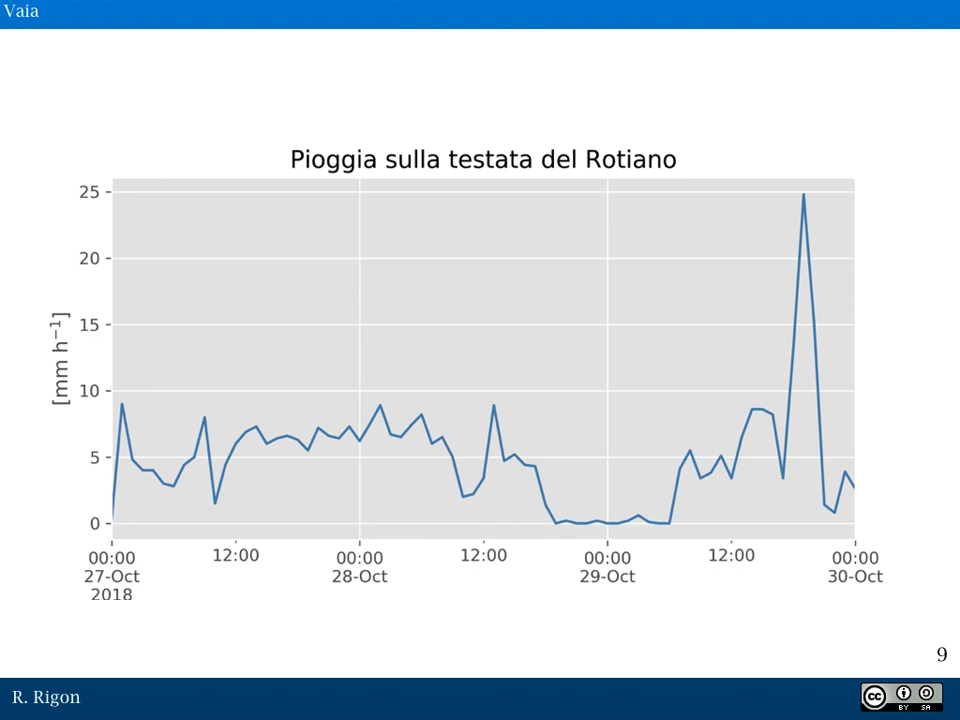 Vaia
Pioggia sulla testata del Rotiano
[mm h⁻¹]
25
20
15
10
5
0
00:00 12:00 00:00 12:00 00:00 12:00 00:00
27-Oct 28-Oct 29-Oct 30-Oct
2018
9
R. Rigon
cc BY SA